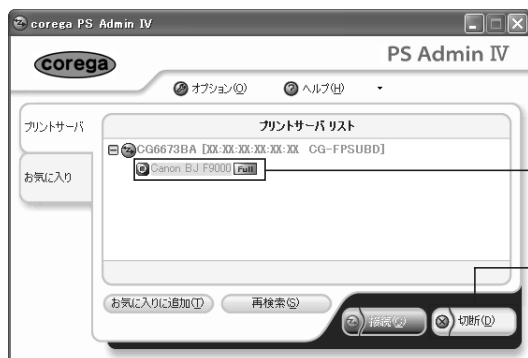 corega PS Admin IV
corega
PS Admin IV
オプション(O)
ヘルプ(H)
プリントサーバ
お気に入り
プリントサーバ リスト
CG6673BA [XX:XX:XX:XX:XX:XX CG-FPSUBD]
Canon BJ F9000 Full
お気に入りに追加(T)
再検索(S)
接続(C)
切断(D)